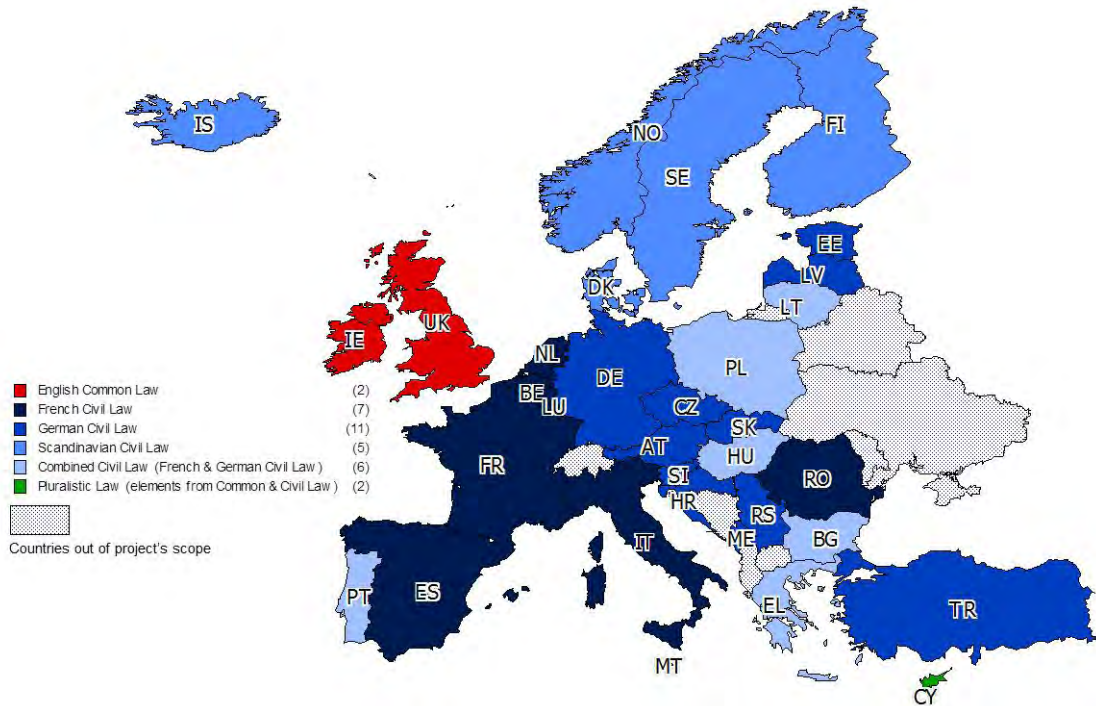 IS
NO
FI
SE
EE
LV
DK
LT
UK
IE
NL
PL
DE
BE
English Common Law (2)
LU
CZ
French Civil Law (7)
German Civil Law (11)
SK
Scandinavian Civil Law (5)
AT
HU
Combined Civil Law (French & German Civil Law ) (6)
FR
SI
RO
Pluralistic Law (elements from Common & Civil Law ) (2)
HR
RS
Countries out of project's scope
IT
ME
BG
PT
ES
EL
TR
MT
CY